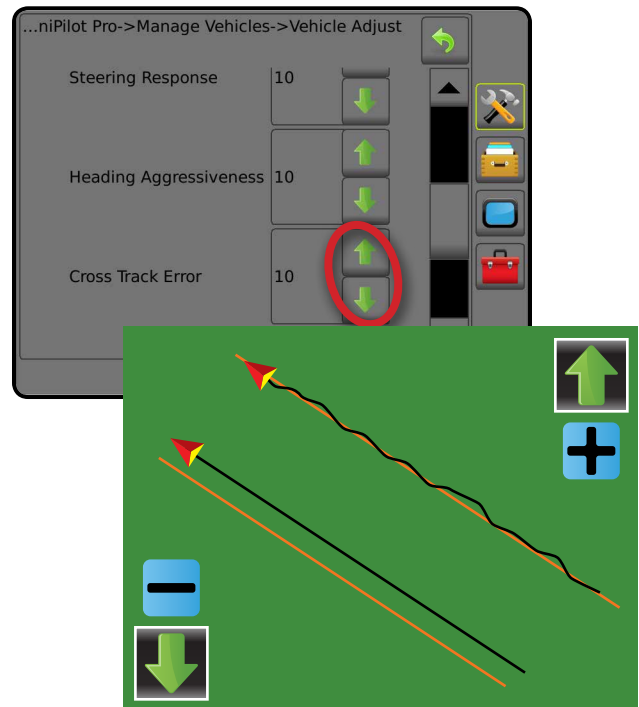 ...niPilot Pro->Manage Vehicles->Vehicle Adjust
Steering Response 10
Heading Aggressiveness 10
Cross Track Error 10